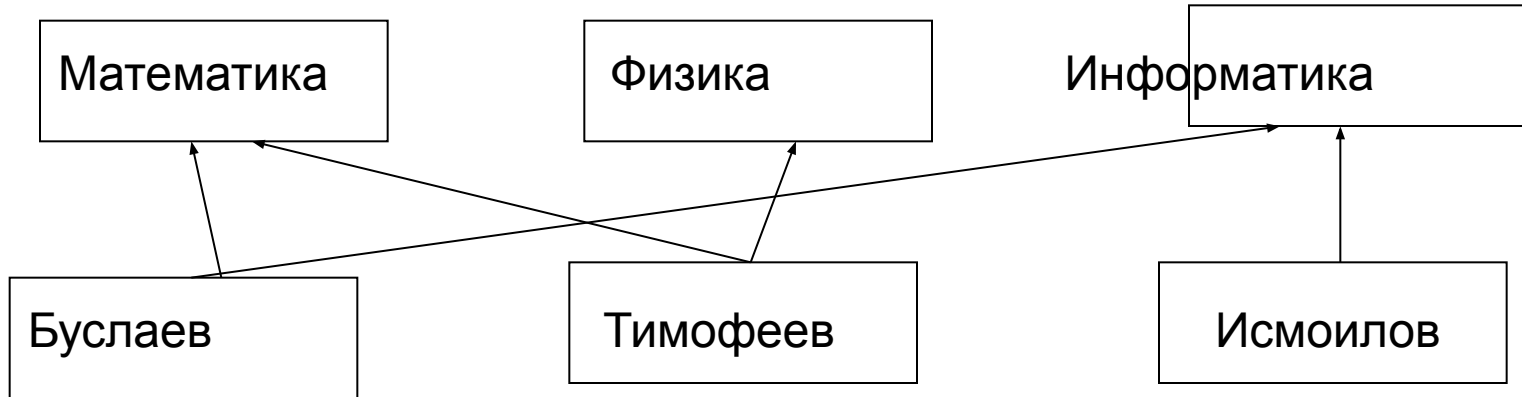 Математика
Физика
Информатика
Буслаев
Тимофеев
Исмоилов